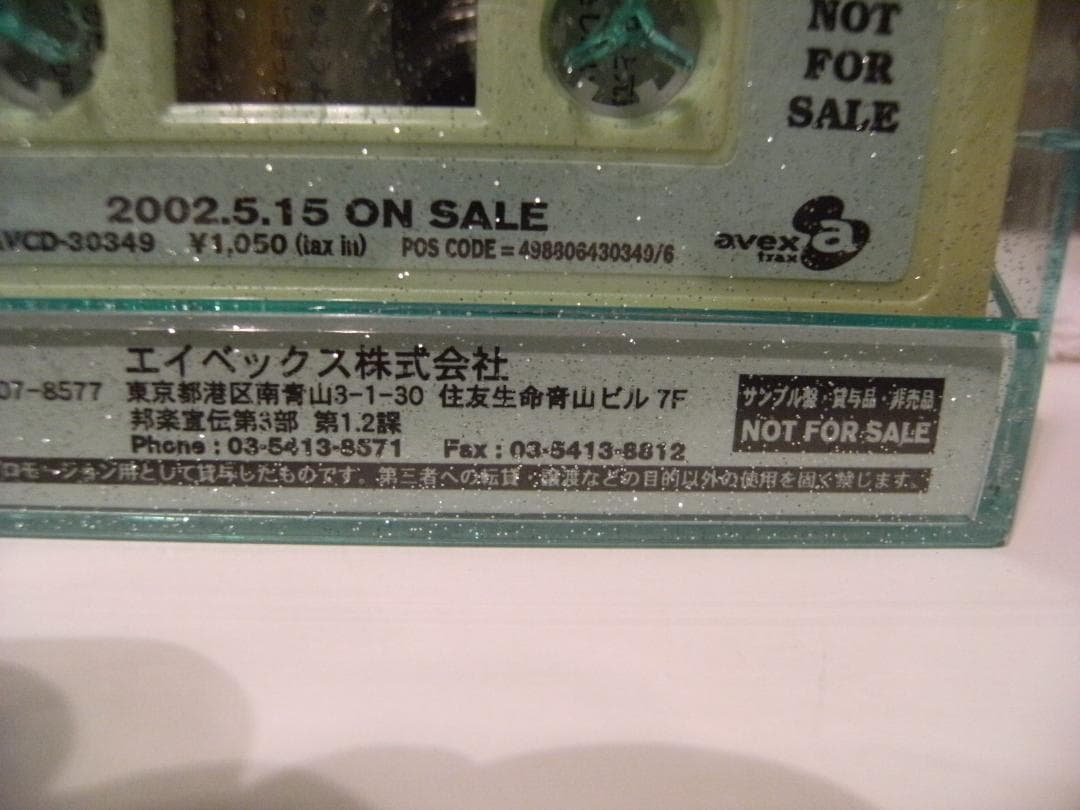 NOT
FOR
SALE
2002.5.15 ON SALE
AVCD-30349 ¥1,050 (tax in) POS CODE = 498806430349/6
avex
trax
a
エイベックス株式会社
07-8577 東京都港区南青山3-1-30 住友生命青山ビル 7F
邦楽宣伝第3部 第1.2課
Phone : 03-5413-8571 Fax : 03-5413-8812
サンプル盤・貸与品・非売品
NOT FOR SALE
ロモーション用として貸与したものです。第三者への転貸・譲渡などの目的以外の使用を固く禁じます。